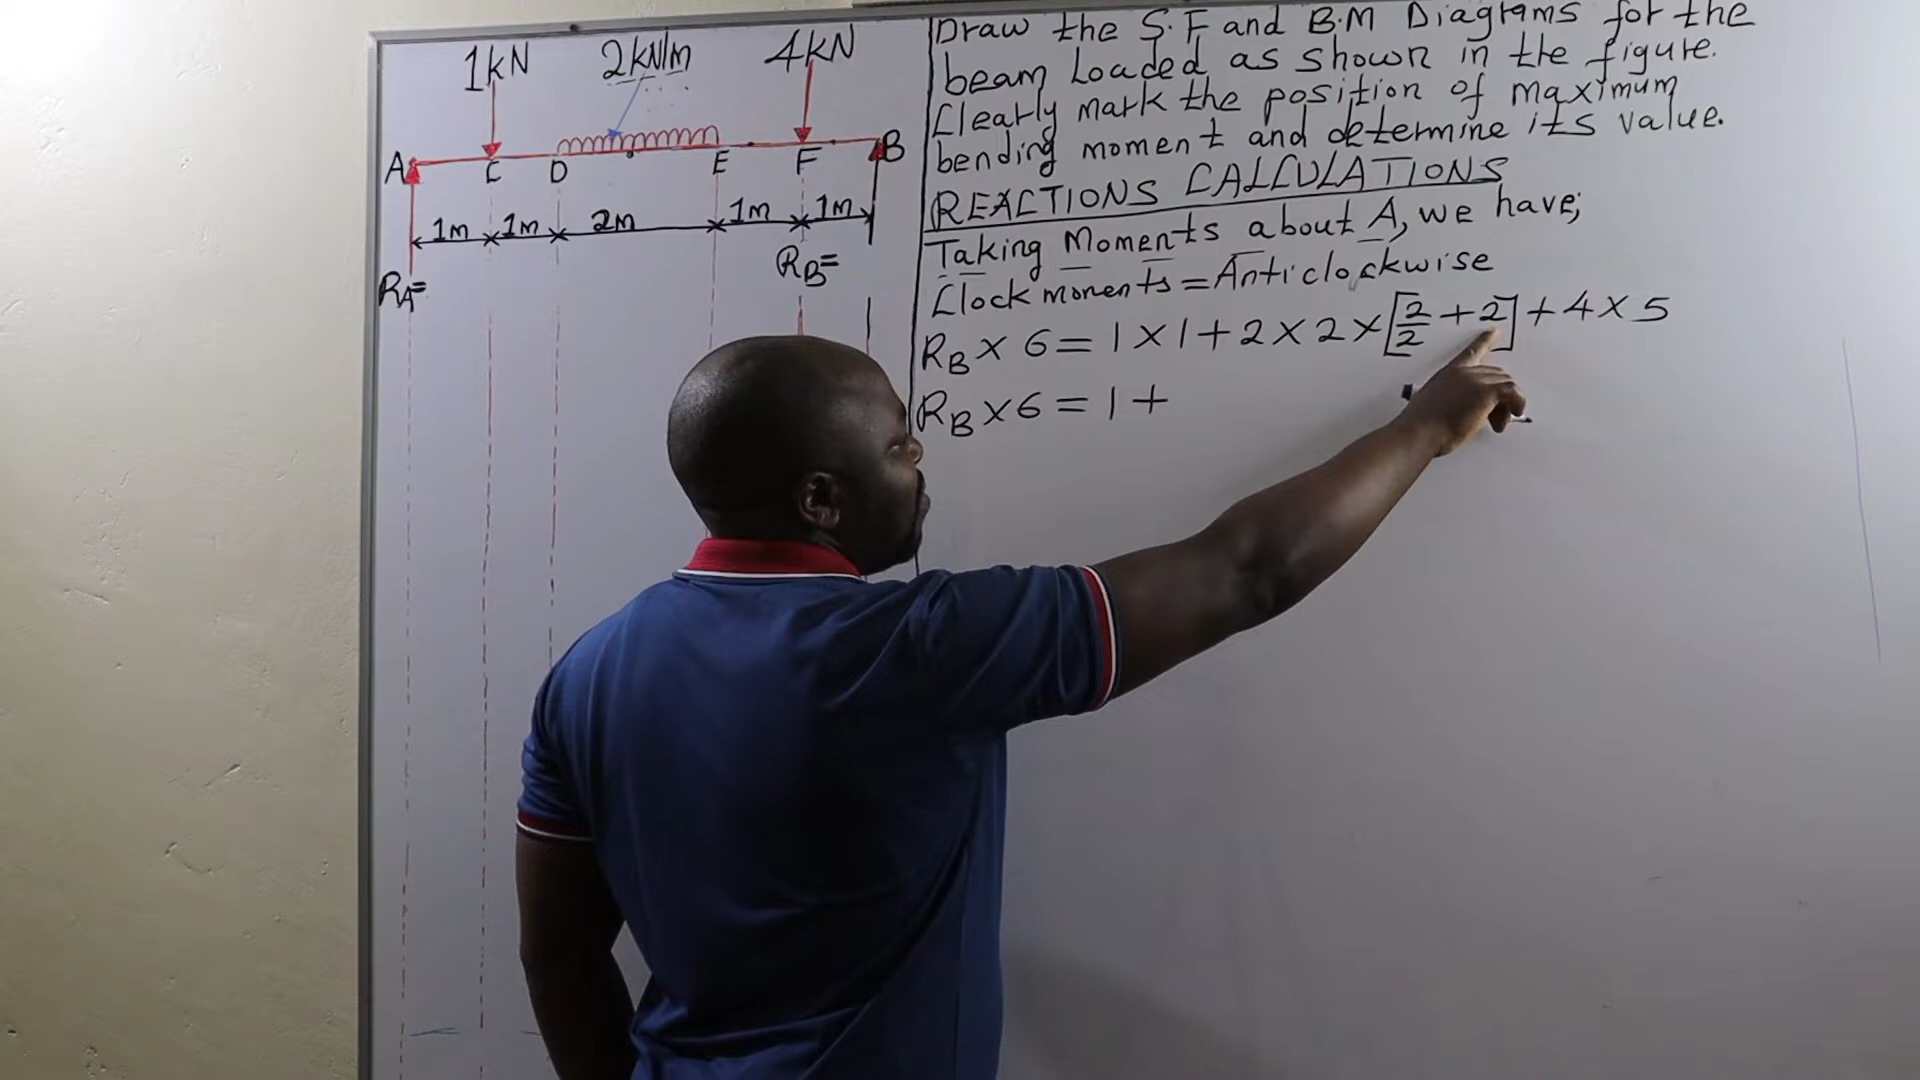 1kN 2kN/m 4kN
A C D E F B
1m 1m 2m 1m 1m
RA=
RB=
Draw the S.F and B.M Diagrams for the
beam Loaded as shown in the figure.
Clearly mark the position of maximum
bending moment and determine its value.
REACTIONS CALCULATIONS
Taking Moments about A, we have;
Clock moments = Anticlockwise
RB × 6 = 1 × 1 + 2 × 2 × [2/2 + 2] + 4 × 5
RB × 6 = 1 +